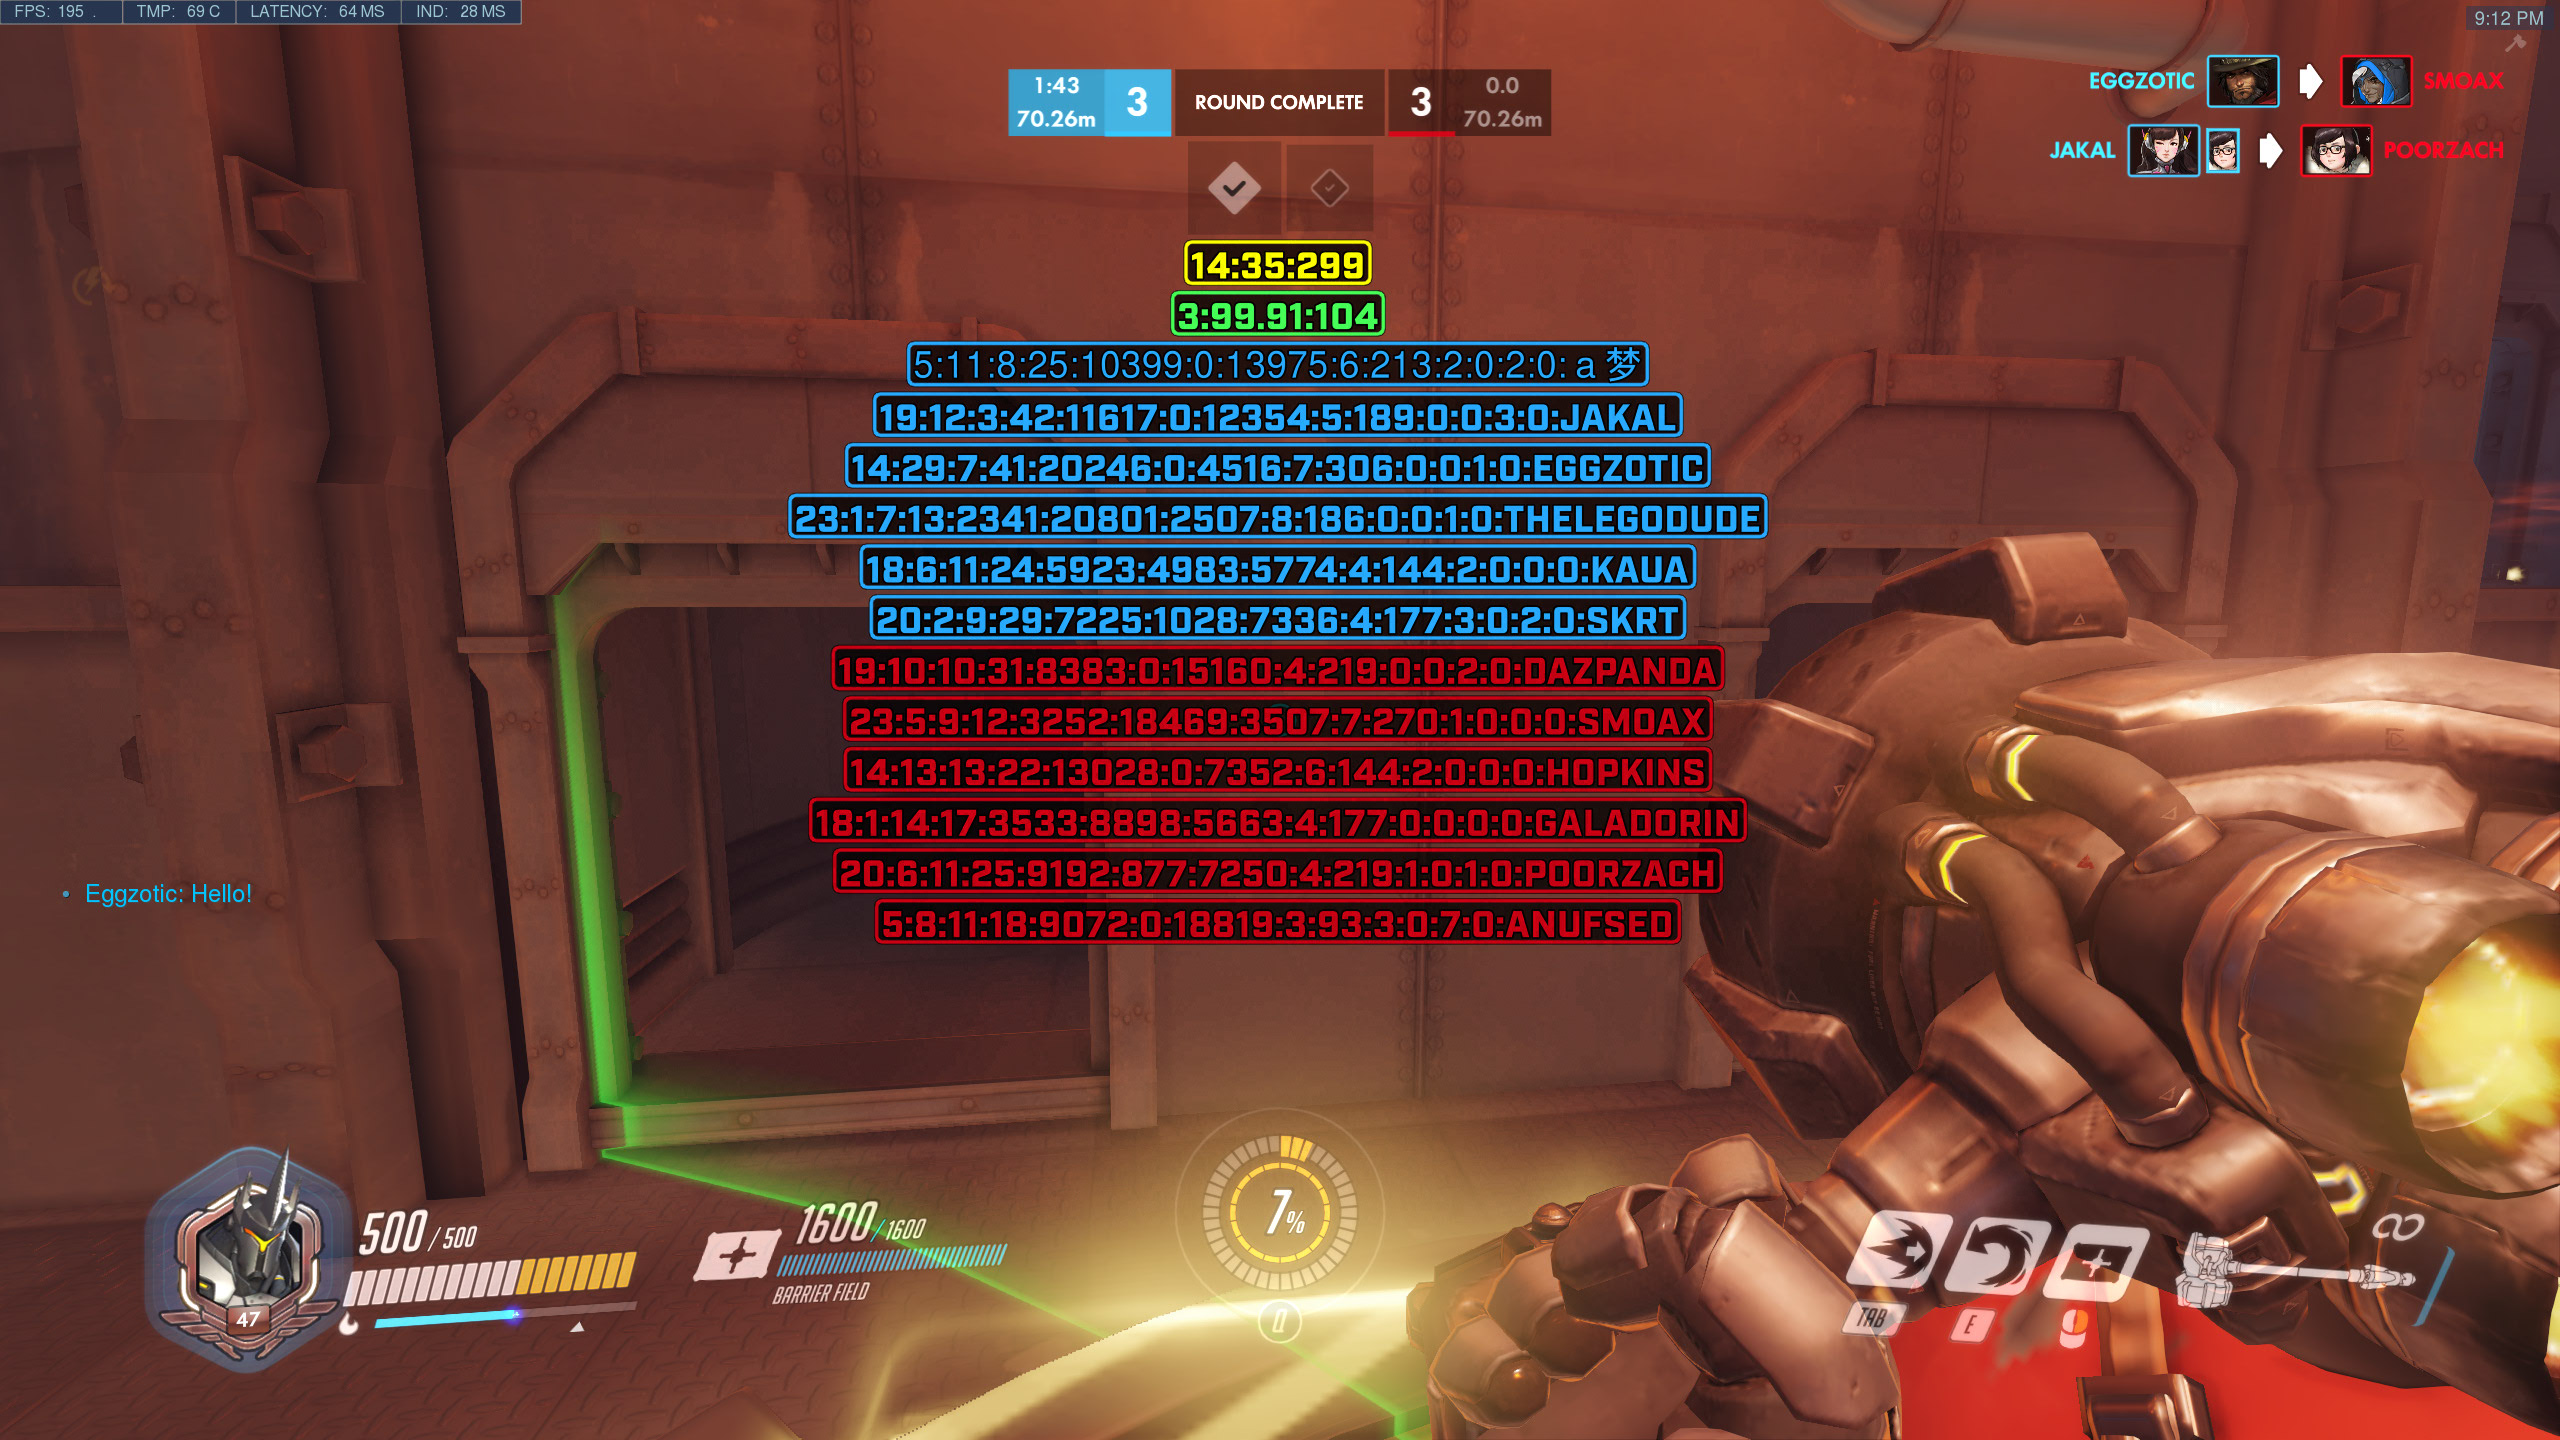 FPS: 195 . TMP: 69 C LATENCY: 64 MS IND: 28 MS
9:12 PM
1:43
70.26m
3
ROUND COMPLETE
3
0.0
70.26m
EGGZOTIC SMOAX
JAKAL POORZACH
14:35:299
3:99.91:104
5:11:8:25:10399:0:13975:6:213:2:0:2:0: a 梦
19:12:3:42:11617:0:12354:5:189:0:0:3:0:JAKAL
14:29:7:41:20246:0:4516:7:306:0:0:1:0:EGGZOTIC
23:1:7:13:2341:20801:2507:8:186:0:0:1:0:THELEGODUDE
18:6:11:24:5923:4983:5774:4:144:2:0:0:0:KAUA
20:2:9:29:7225:1028:7336:4:177:3:0:2:0:SKRT
19:10:10:31:8383:0:15160:4:219:0:0:2:0:DAZPANDA
23:5:9:12:3252:18469:3507:7:270:1:0:0:0:SMOAX
14:13:13:22:13028:0:7352:6:144:2:0:0:0:HOPKINS
18:1:14:17:3533:8898:5663:4:177:0:0:0:0:GALADORIN
20:6:11:25:9192:877:7250:4:219:1:0:1:0:POORZACH
5:8:11:18:9072:0:18819:3:93:3:0:7:0:ANUFSED
• Eggzotic: Hello!
47
500/500
1600/1600
BARRIER FIELD
7%
Q
TAB
E
∞